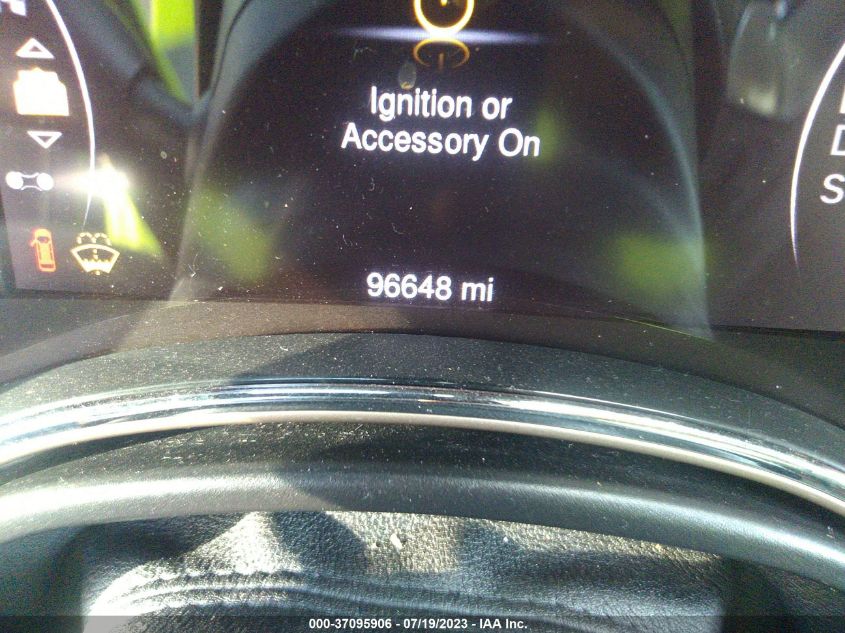 Ignition or
Accessory On
96648 mi
S
000-37095906 - 07/19/2023 - IAA Inc.